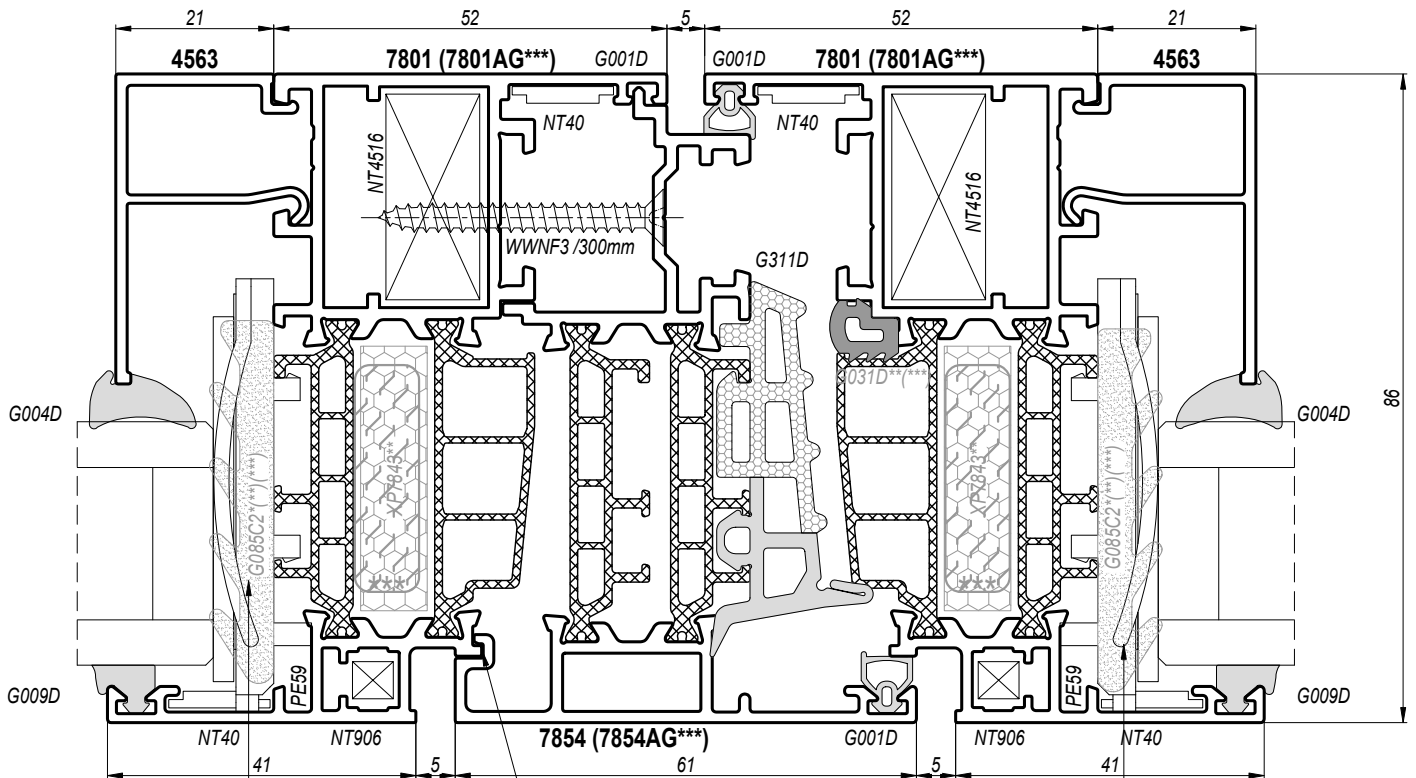 21 52 5 52 21
4563 7801 (7801AG***) G001D G001D 7801 (7801AG***) 4563
NT40 NT40
NT4516 NT4516
WWNF3 /300mm
G311D
G031D**(***)
G004D G004D
86
G085C2*(**)(***) XP7843** XP7843** G085C2*(**)(***)
*** ***
PE59 PE59
G009D G009D
NT40 NT906 7854 (7854AG***) G001D NT906 NT40
41 5 61 5 41